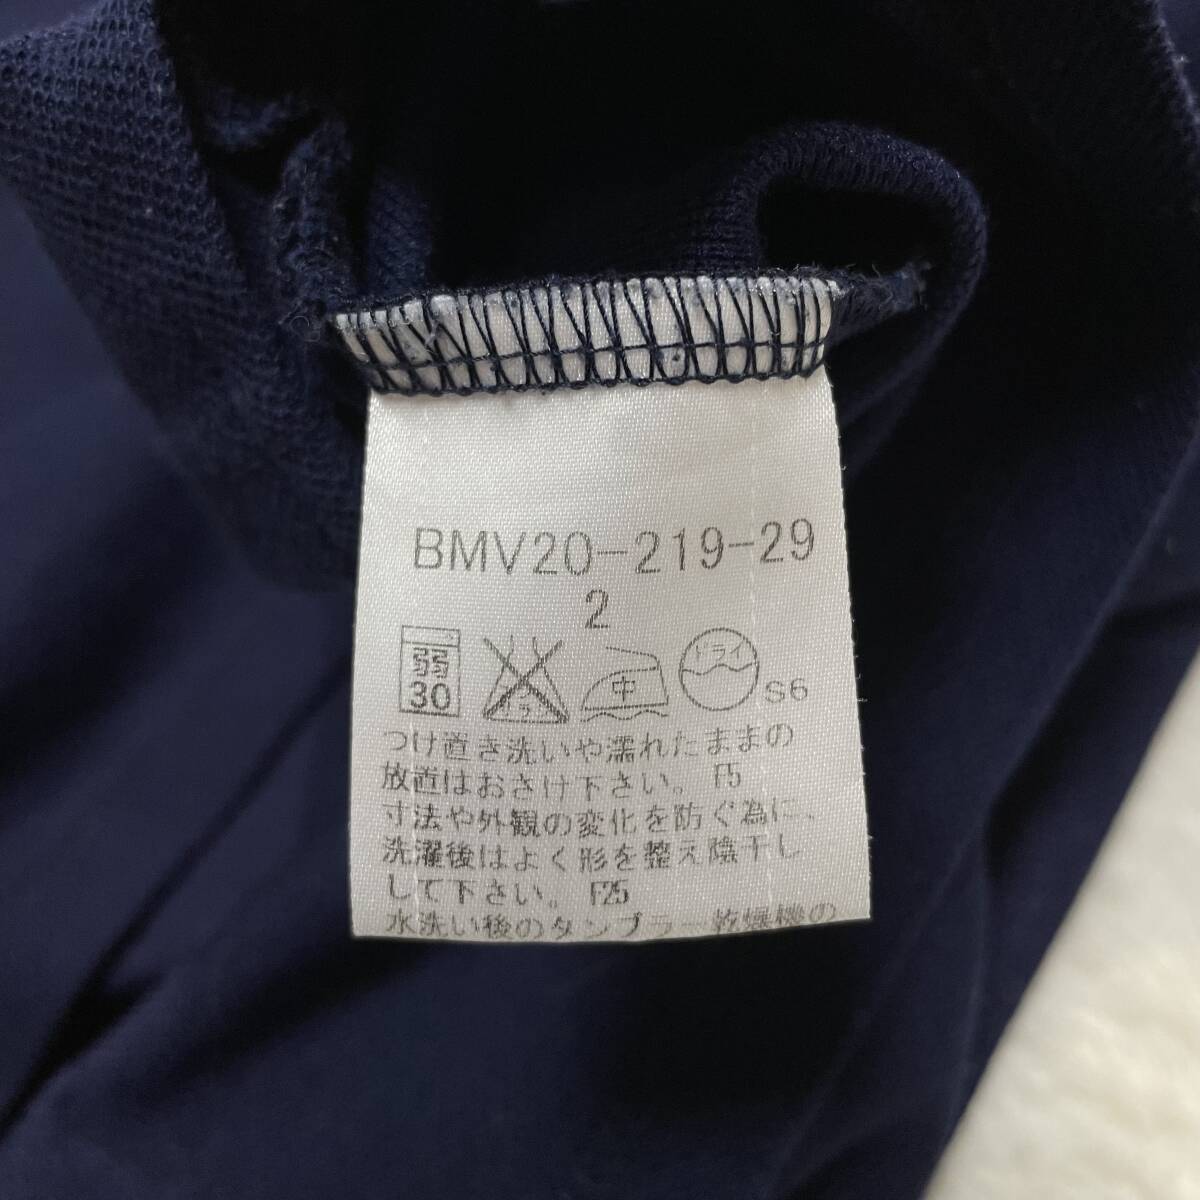 BMV20-219-29
2
弱
30
中
ドライ
S6
つけ置き洗いや濡れたままの
放置はおさけ下さい。 F5
寸法や外観の変化を防ぐ為に、
洗濯後はよく形を整え陰干し
して下さい。 F25
水洗い後のタンブラー乾燥機の